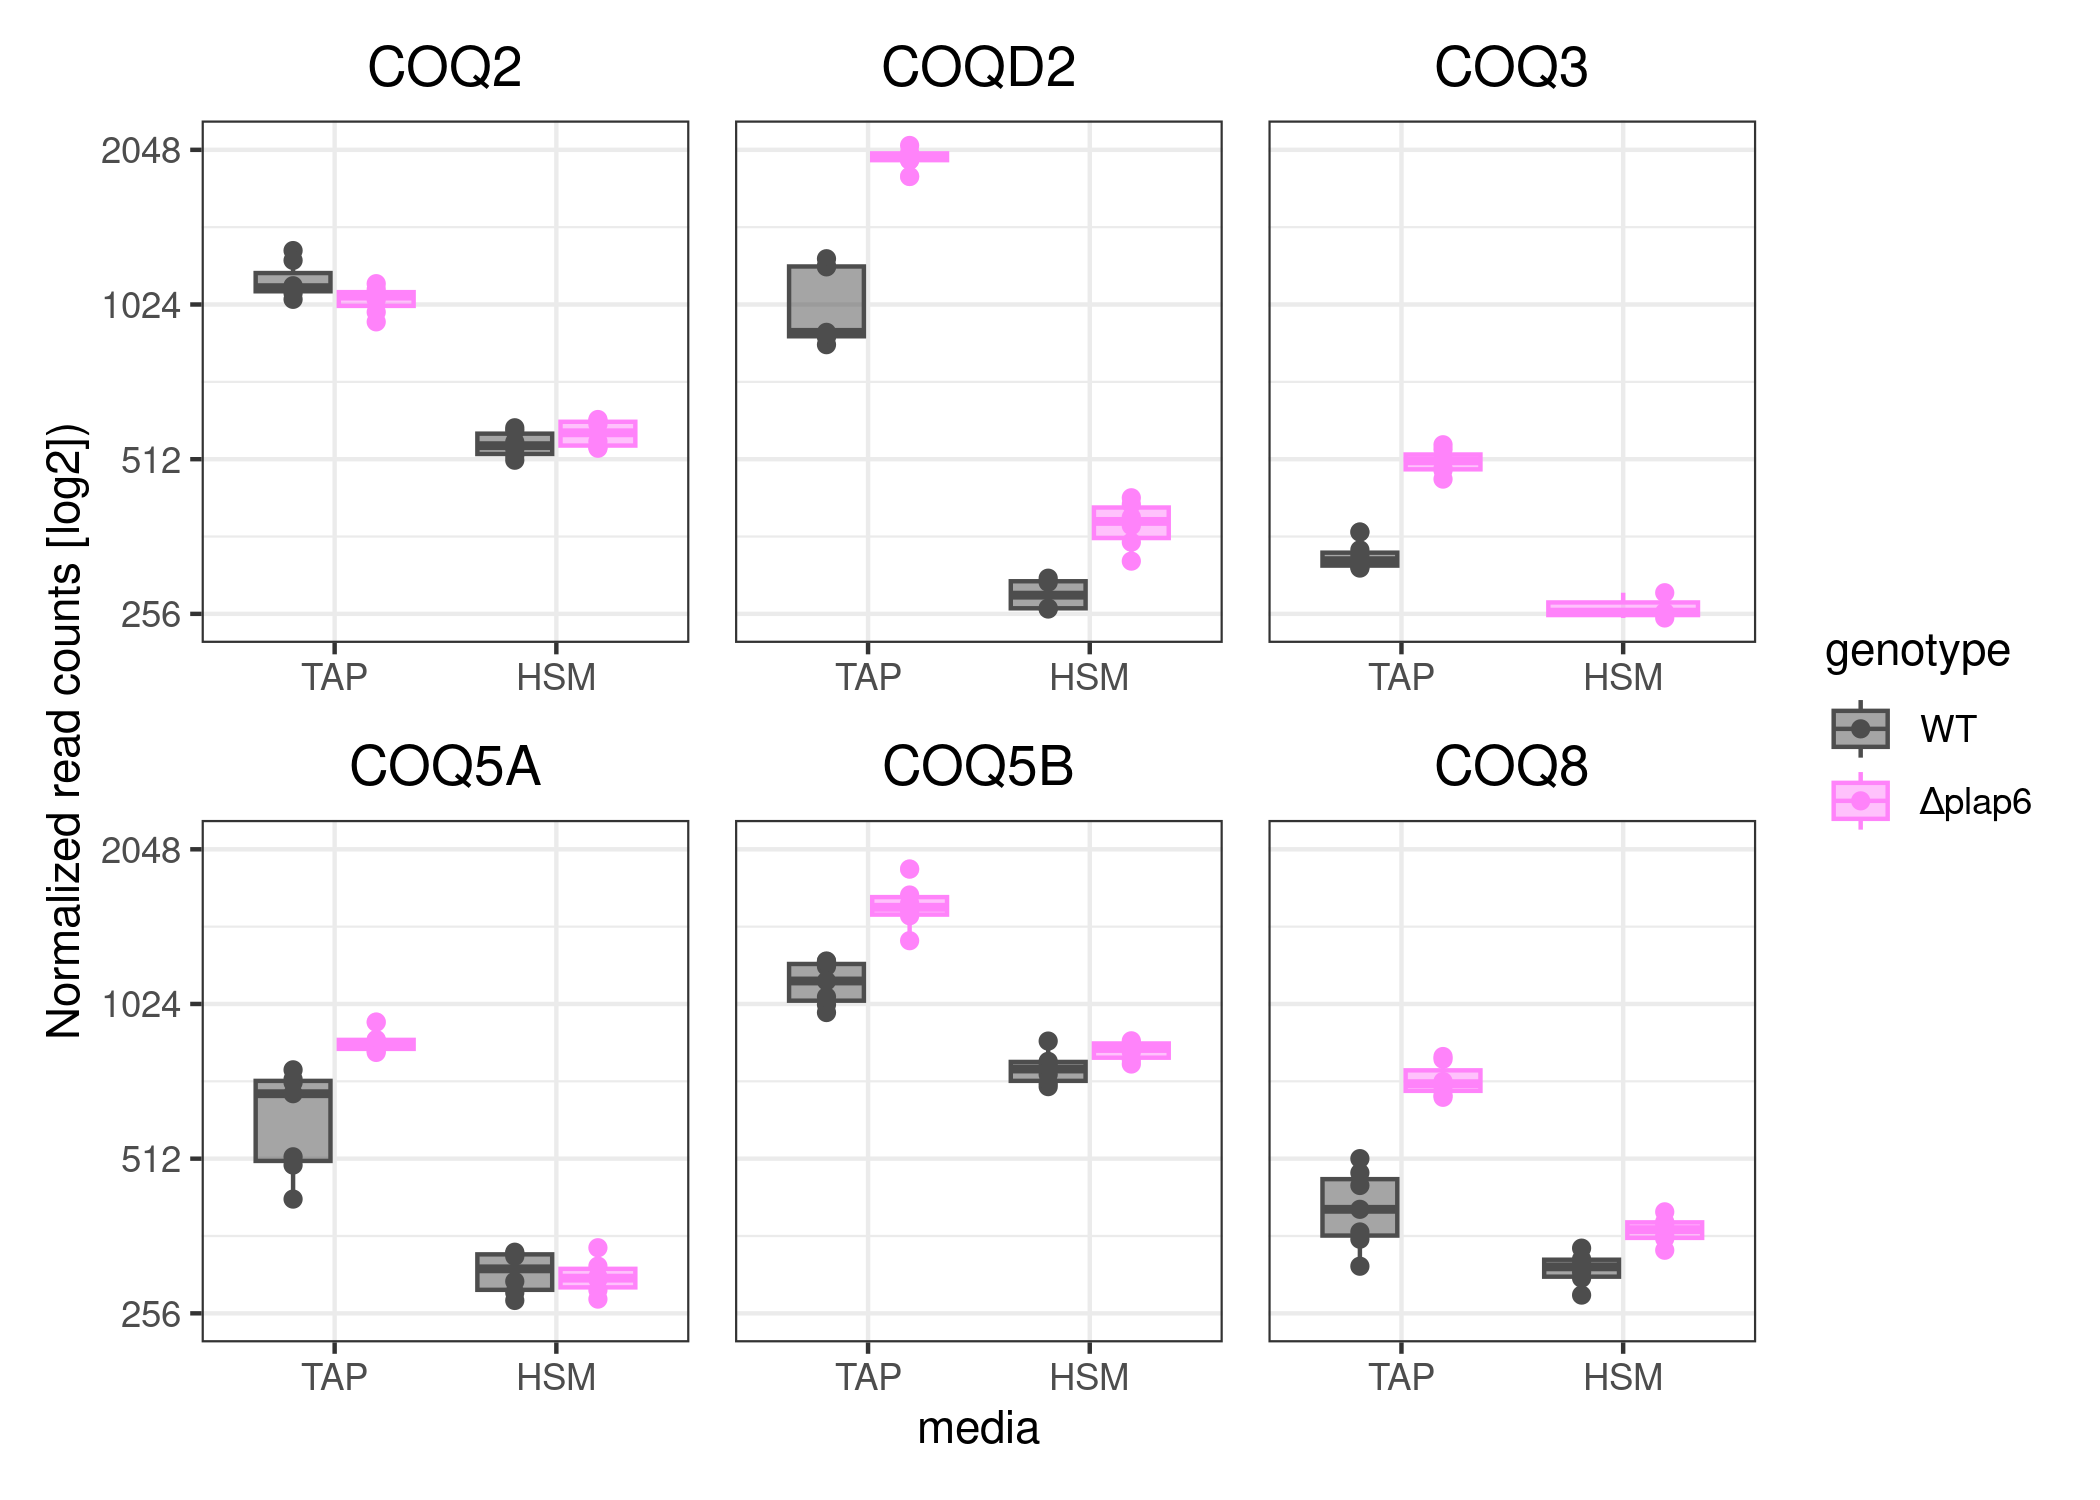 COQ2 COQD2 COQ3
2048
1024
512
256
TAP HSM TAP HSM TAP HSM
COQ5A COQ5B COQ8
2048
1024
512
256
TAP HSM TAP HSM TAP HSM
media
Normalized read counts [log2])
genotype
WT
Δplap6